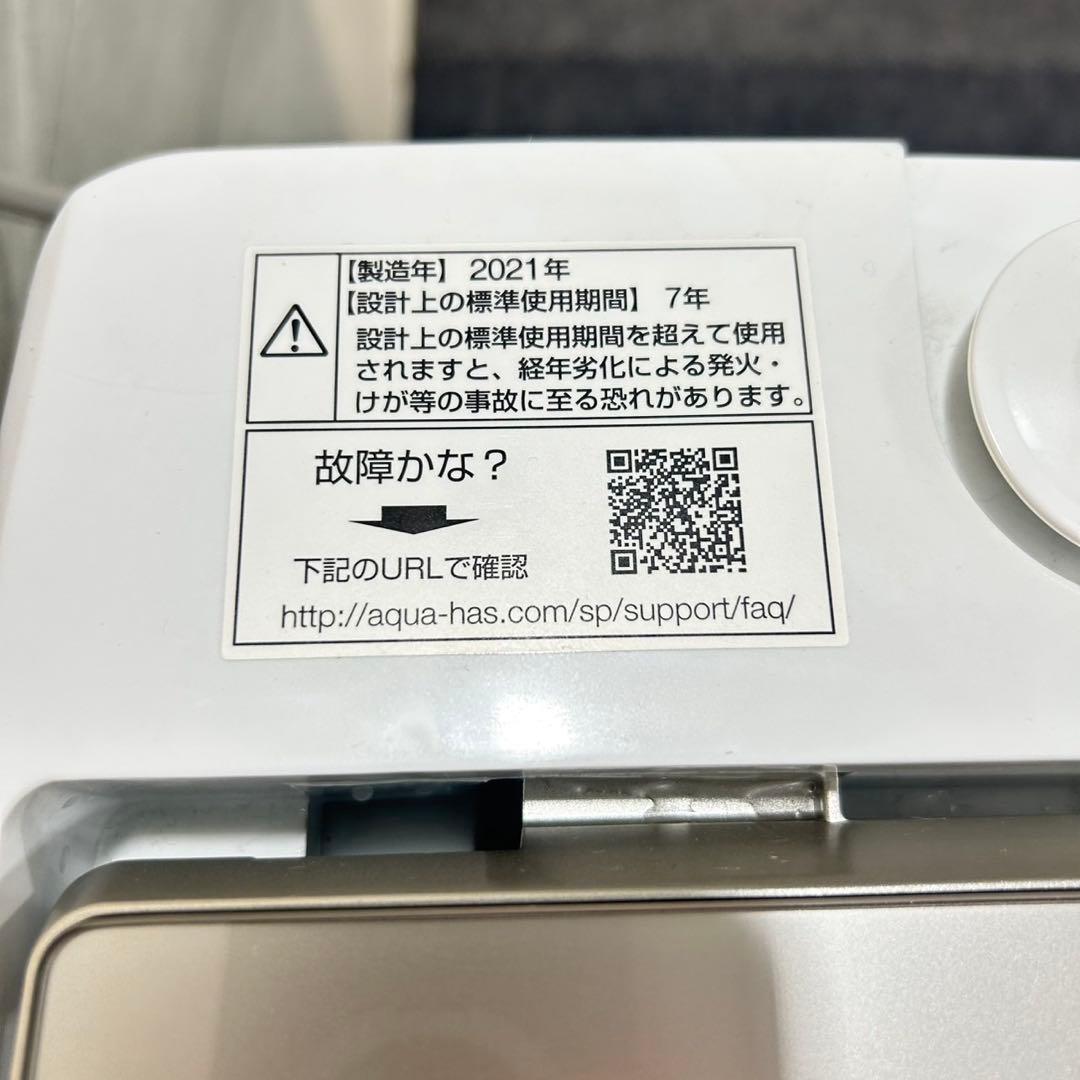 【製造年】 2021年
【設計上の標準使用期間】 7年
設計上の標準使用期間を超えて使用
されますと、経年劣化による発火・
けが等の事故に至る恐れがあります。
故障かな？
下記のURLで確認
http://aqua-has.com/sp/support/faq/